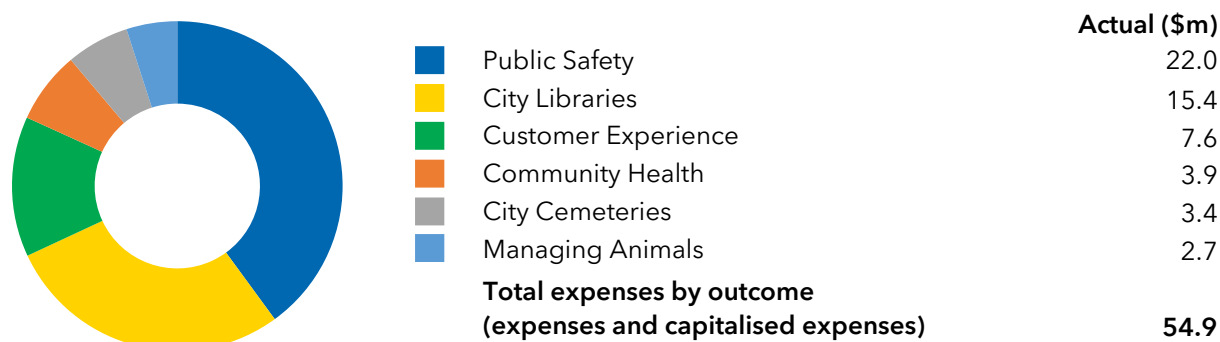 Actual ($m)
Public Safety 22.0
City Libraries 15.4
Customer Experience 7.6
Community Health 3.9
City Cemeteries 3.4
Managing Animals 2.7
Total expenses by outcome
(expenses and capitalised expenses) 54.9